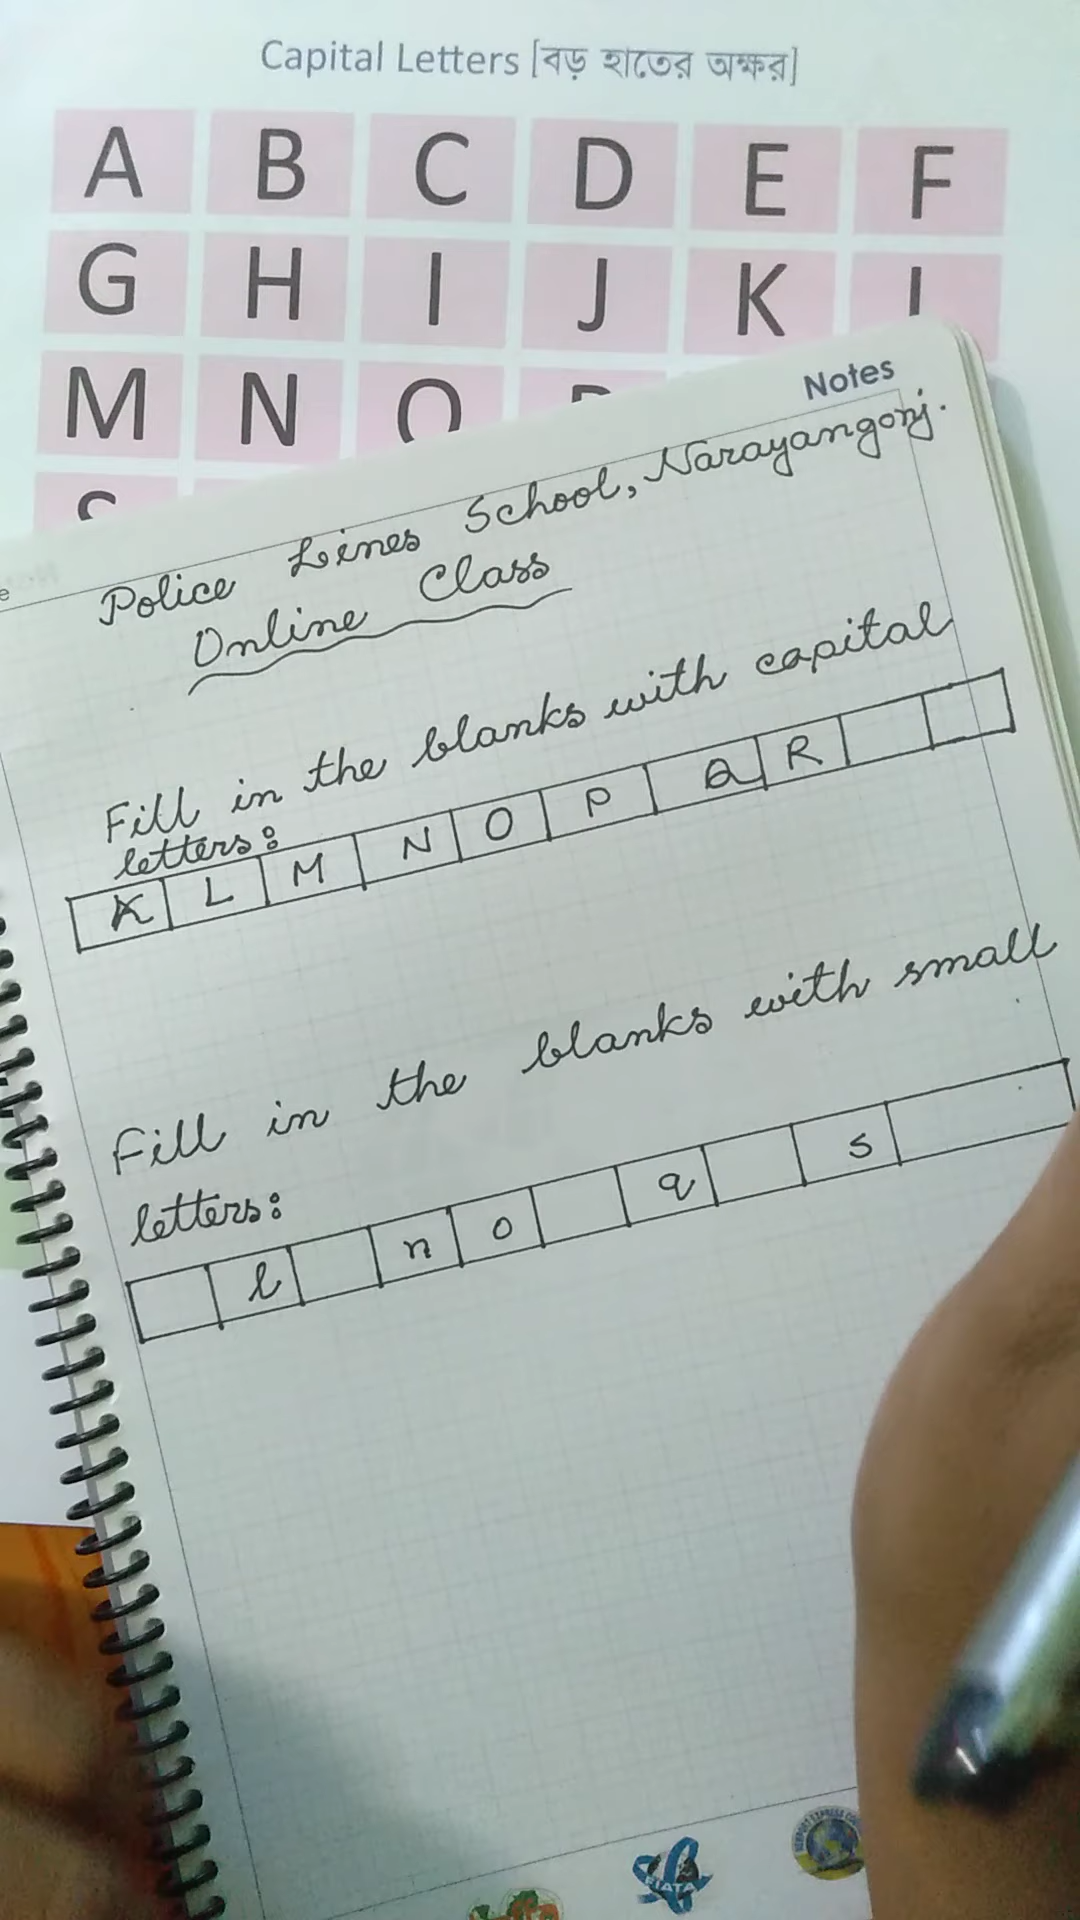 Capital Letters [বড় হাতের অক্ষর]
A B C D E F
G H I J K L
M N O P
S
Notes
Police Lines School, Narayangonj.
Online Class
Fill in the blanks with capital
letters:
K L M N O P Q R
Fill in the blanks with small
letters:
l n o q s
FIATA